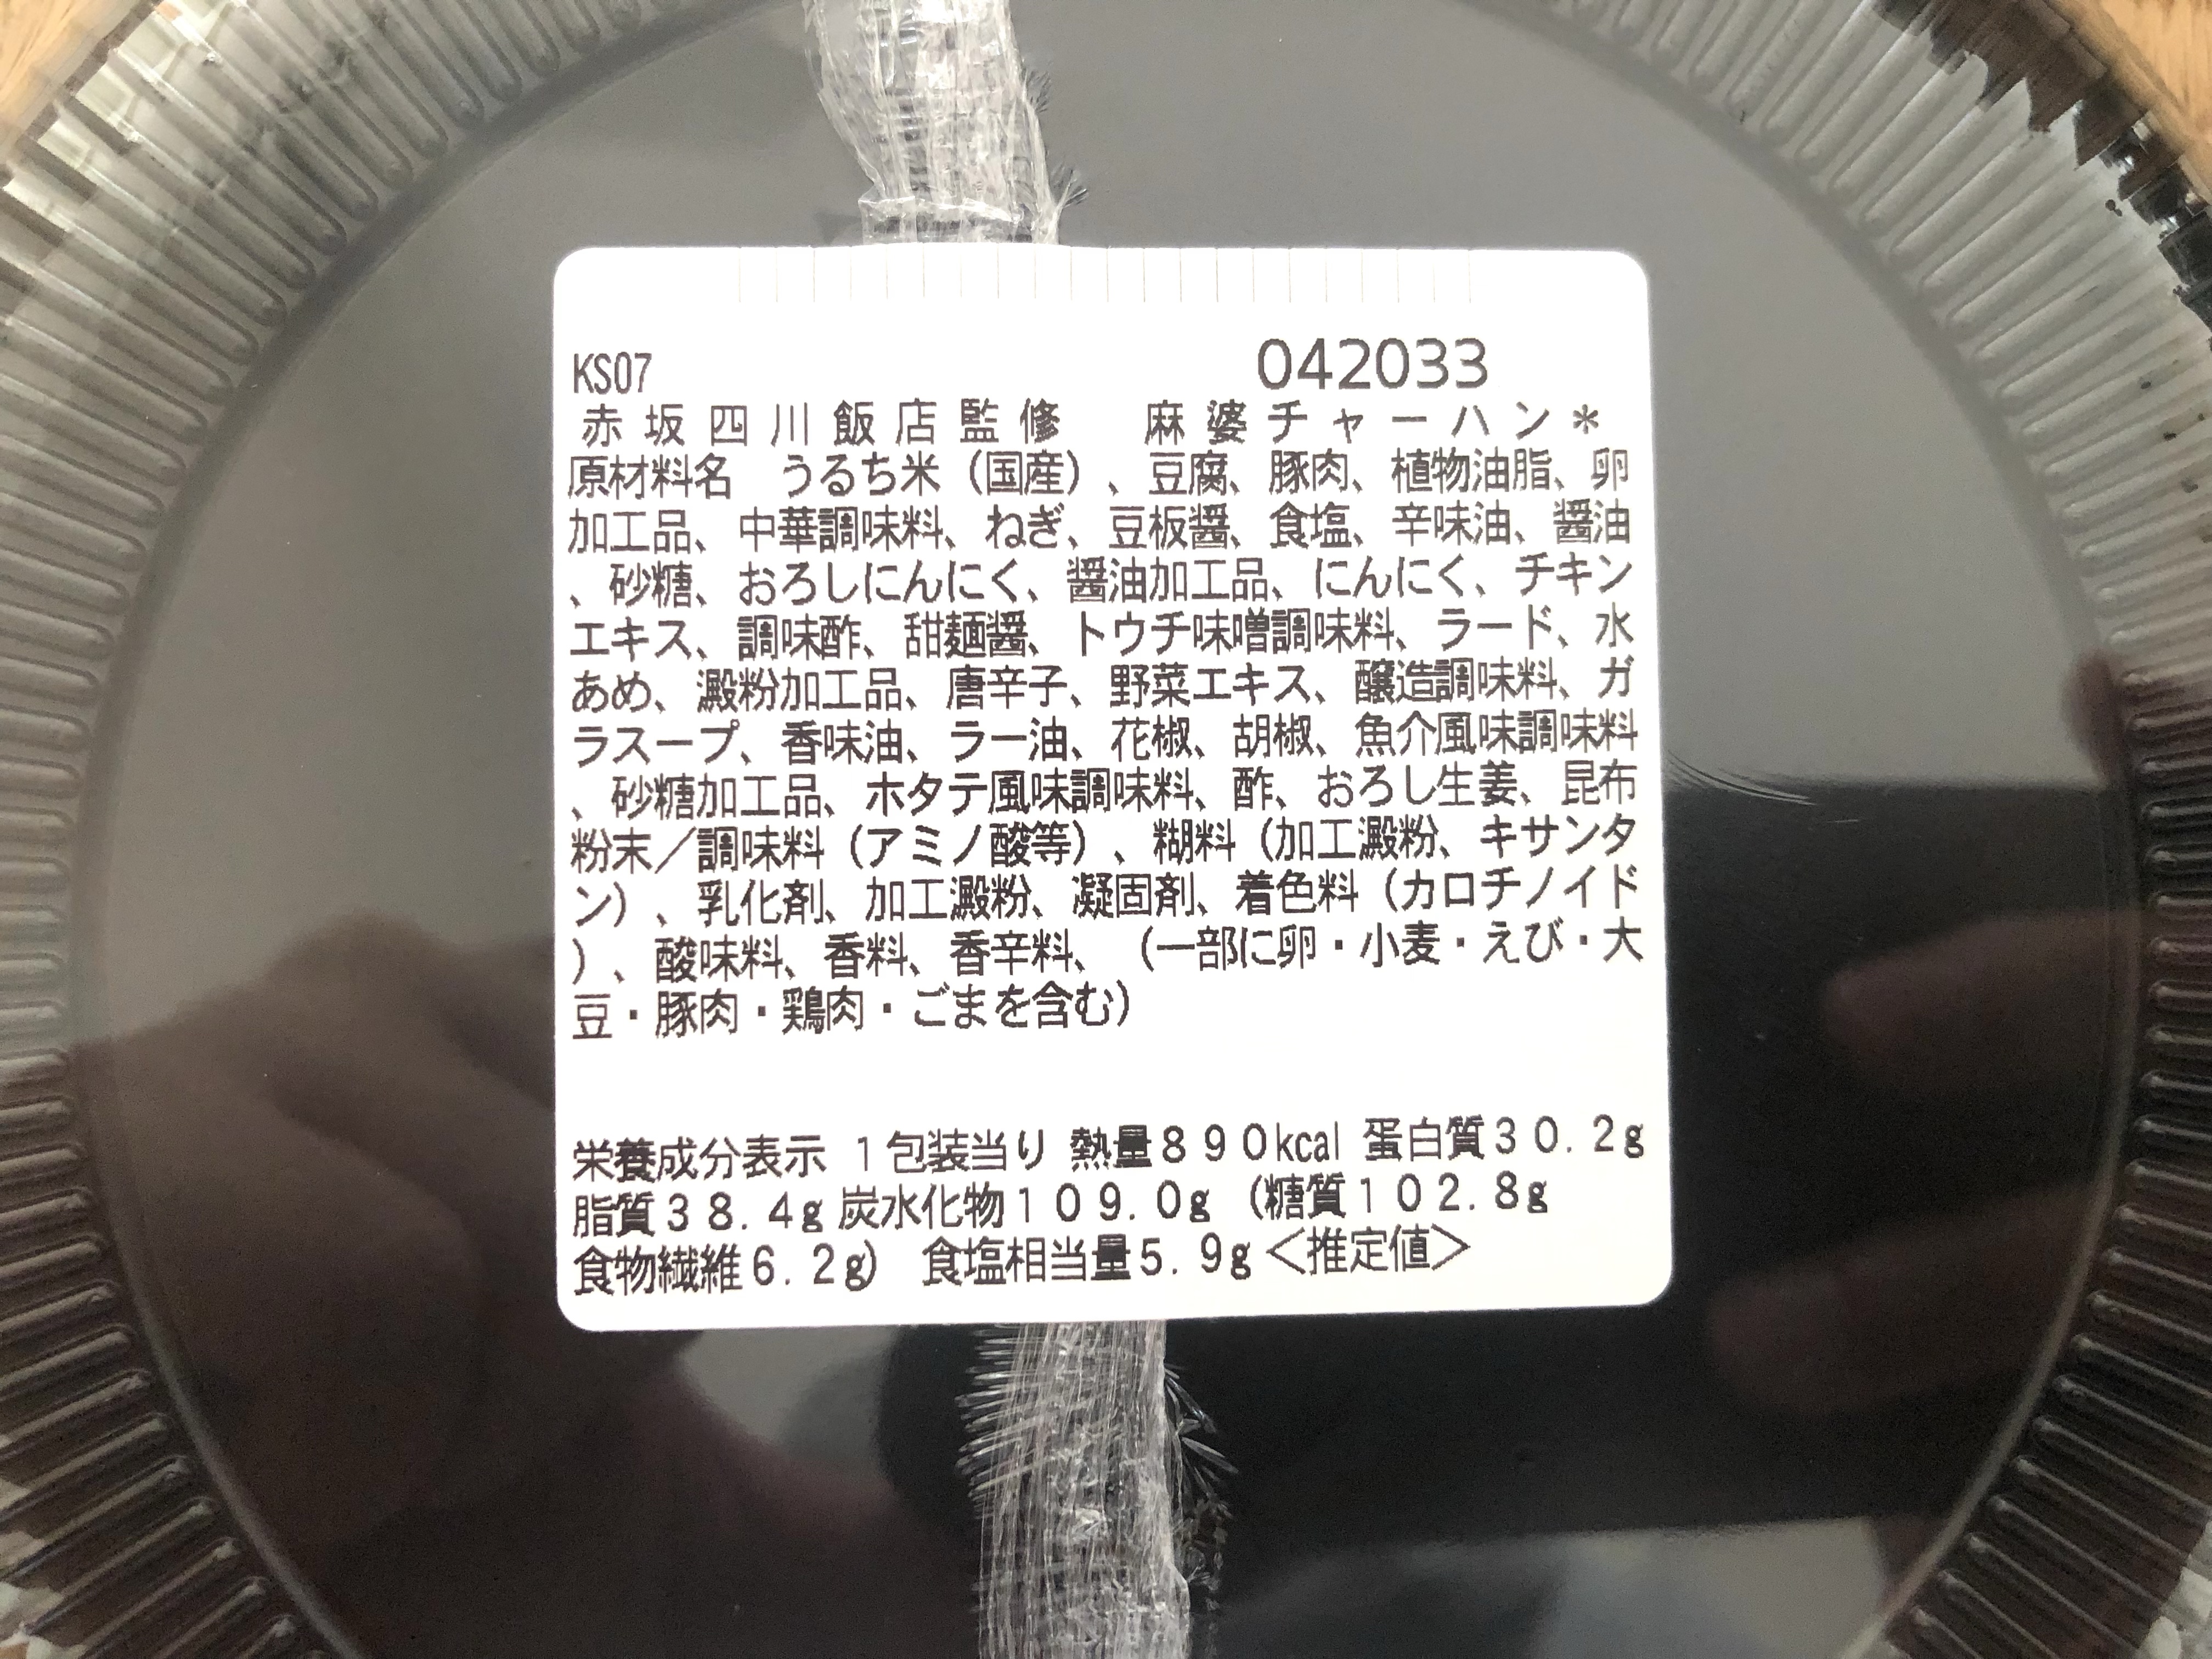 KS07 042033
赤坂四川飯店監修 麻婆チャーハン＊
原材料名 うるち米（国産）、豆腐、豚肉、植物油脂、卵
加工品、中華調味料、ねぎ、豆板醤、食塩、辛味油、醤油
、砂糖、おろしにんにく、醤油加工品、にんにく、チキン
エキス、調味酢、甜麺醤、トウチ味噌調味料、ラード、水
あめ、澱粉加工品、唐辛子、野菜エキス、醸造調味料、ガ
ラスープ、香味油、ラー油、花椒、胡椒、魚介風味調味料
、砂糖加工品、ホタテ風味調味料、酢、おろし生姜、昆布
粉末／調味料（アミノ酸等）、糊料（加工澱粉、キサンタ
ン）、乳化剤、加工澱粉、凝固剤、着色料（カロチノイド
）、酸味料、香料、香辛料、（一部に卵・小麦・えび・大
豆・豚肉・鶏肉・ごまを含む）
栄養成分表示 １包装当り 熱量８９０kcal 蛋白質３０.２g
脂質３８.４g 炭水化物１０９.０g （糖質１０２.８g
食物繊維６.２g） 食塩相当量５.９g ＜推定値＞